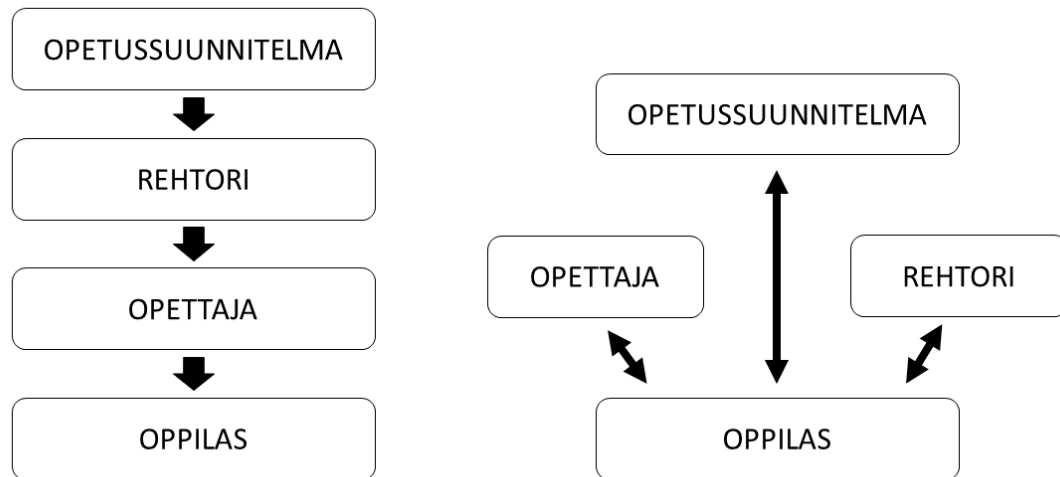 OPETUSSUUNNITELMA
REHTORI
OPETTAJA
OPPILAS
OPETUSSUUNNITELMA
OPETTAJA
REHTORI
OPPILAS